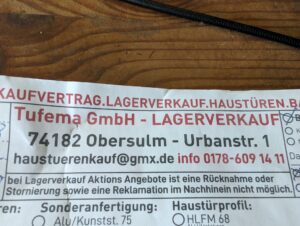 KAUFVERTRAG.LAGERVERKAUF.HAUSTÜREN.BA
Tufema GmbH - LAGERVERKAUF
74182 Obersulm - Urbanstr. 1
haustuerenkauf@gmx.de info 0178-609 14 11
bei Lagerverkauf Aktions Angebote ist eine Rücknahme oder
Stornierung sowie eine Reklamation im Nachhinein nicht möglich.
en: Sonderanfertigung: Haustürprofil:
Alu/Kunstst. 75 HLFM 68